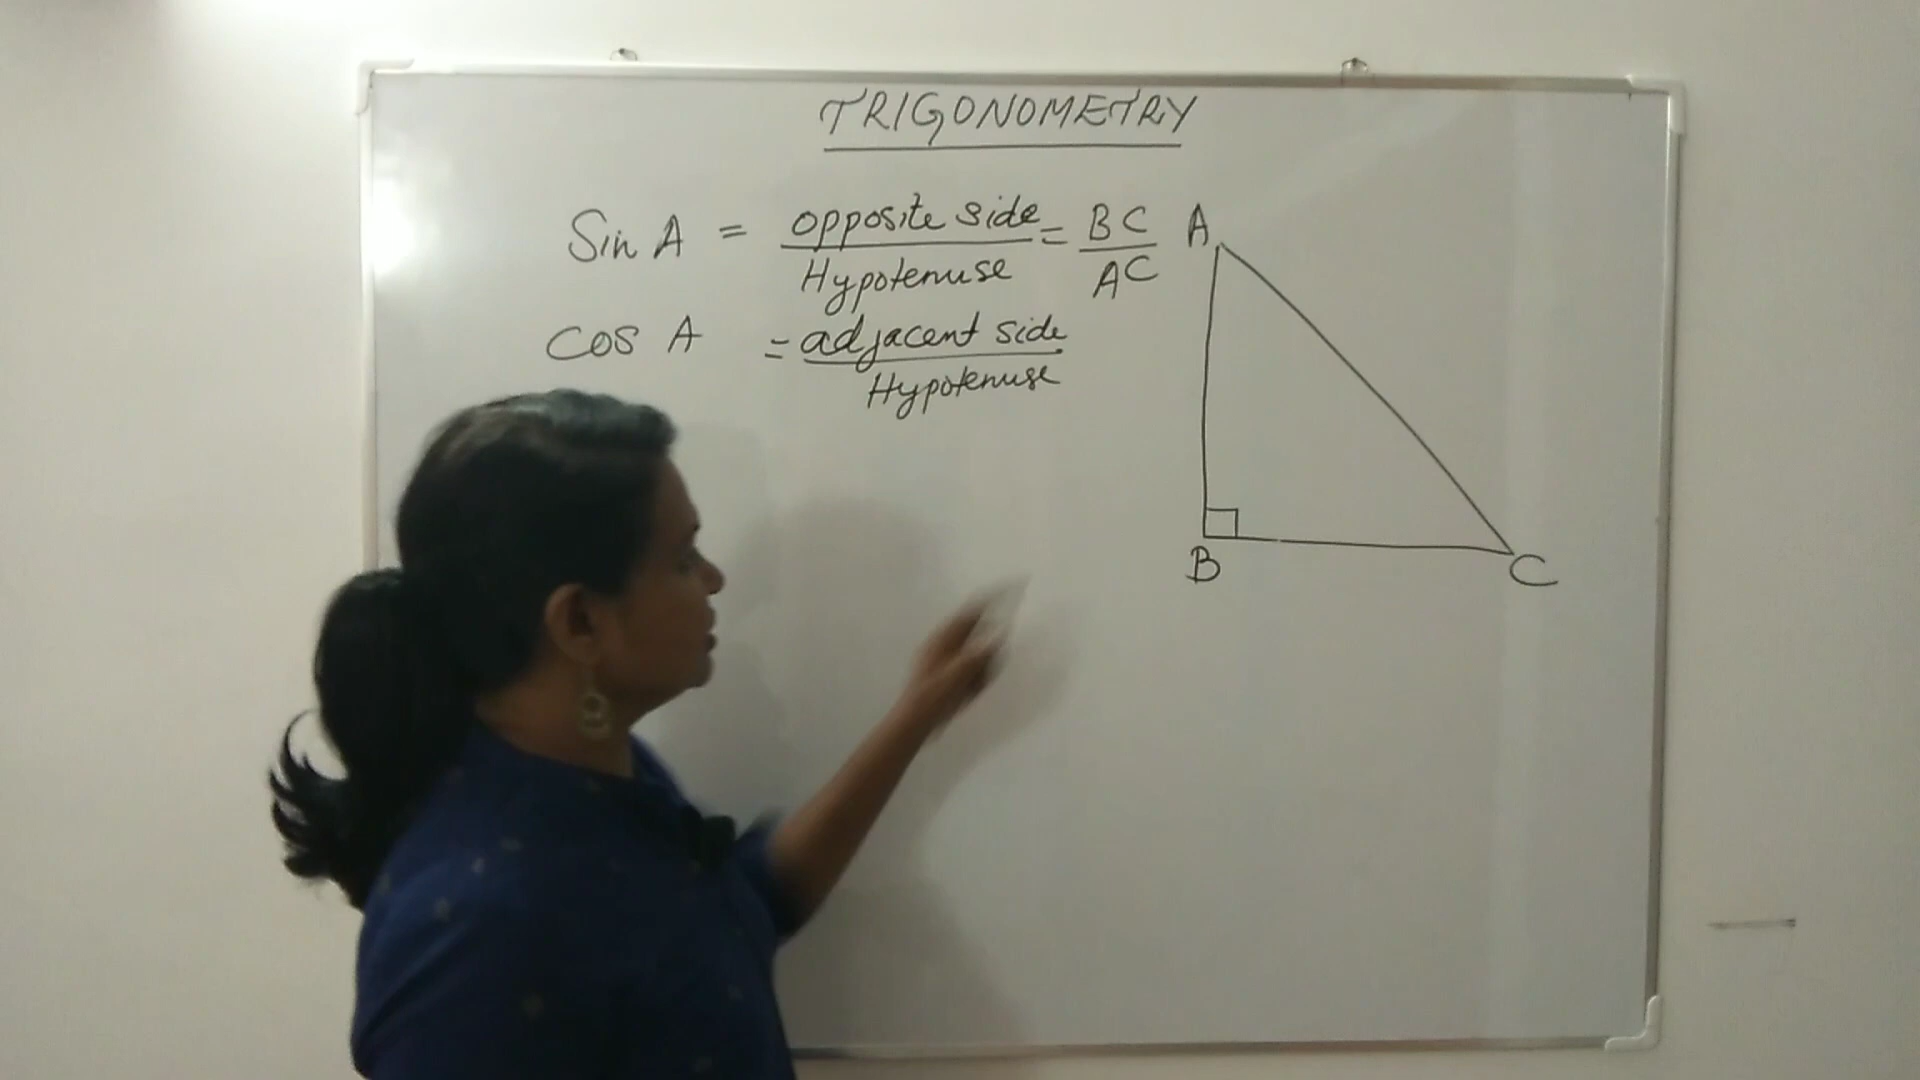 TRIGONOMETRY
Sin A = opposite side / Hypotenuse = BC / AC
cos A = adjacent side / Hypotenuse
A
B
C